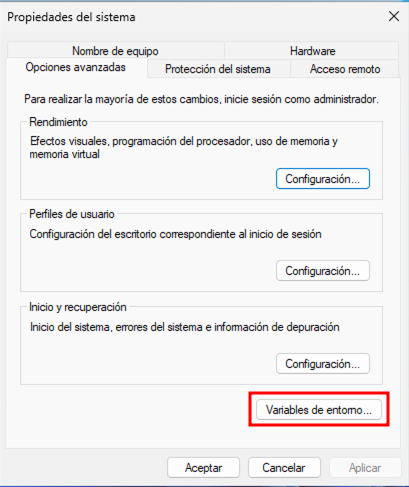 Propiedades del sistema
Nombre de equipo
Hardware
Opciones avanzadas
Protección del sistema
Acceso remoto
Para realizar la mayoría de estos cambios, inicie sesión como administrador.
Rendimiento
Efectos visuales, programación del procesador, uso de memoria y
memoria virtual
Configuración...
Perfiles de usuario
Configuración del escritorio correspondiente al inicio de sesión
Configuración...
Inicio y recuperación
Inicio del sistema, errores del sistema e información de depuración
Configuración...
Variables de entorno...
Aceptar
Cancelar
Aplicar